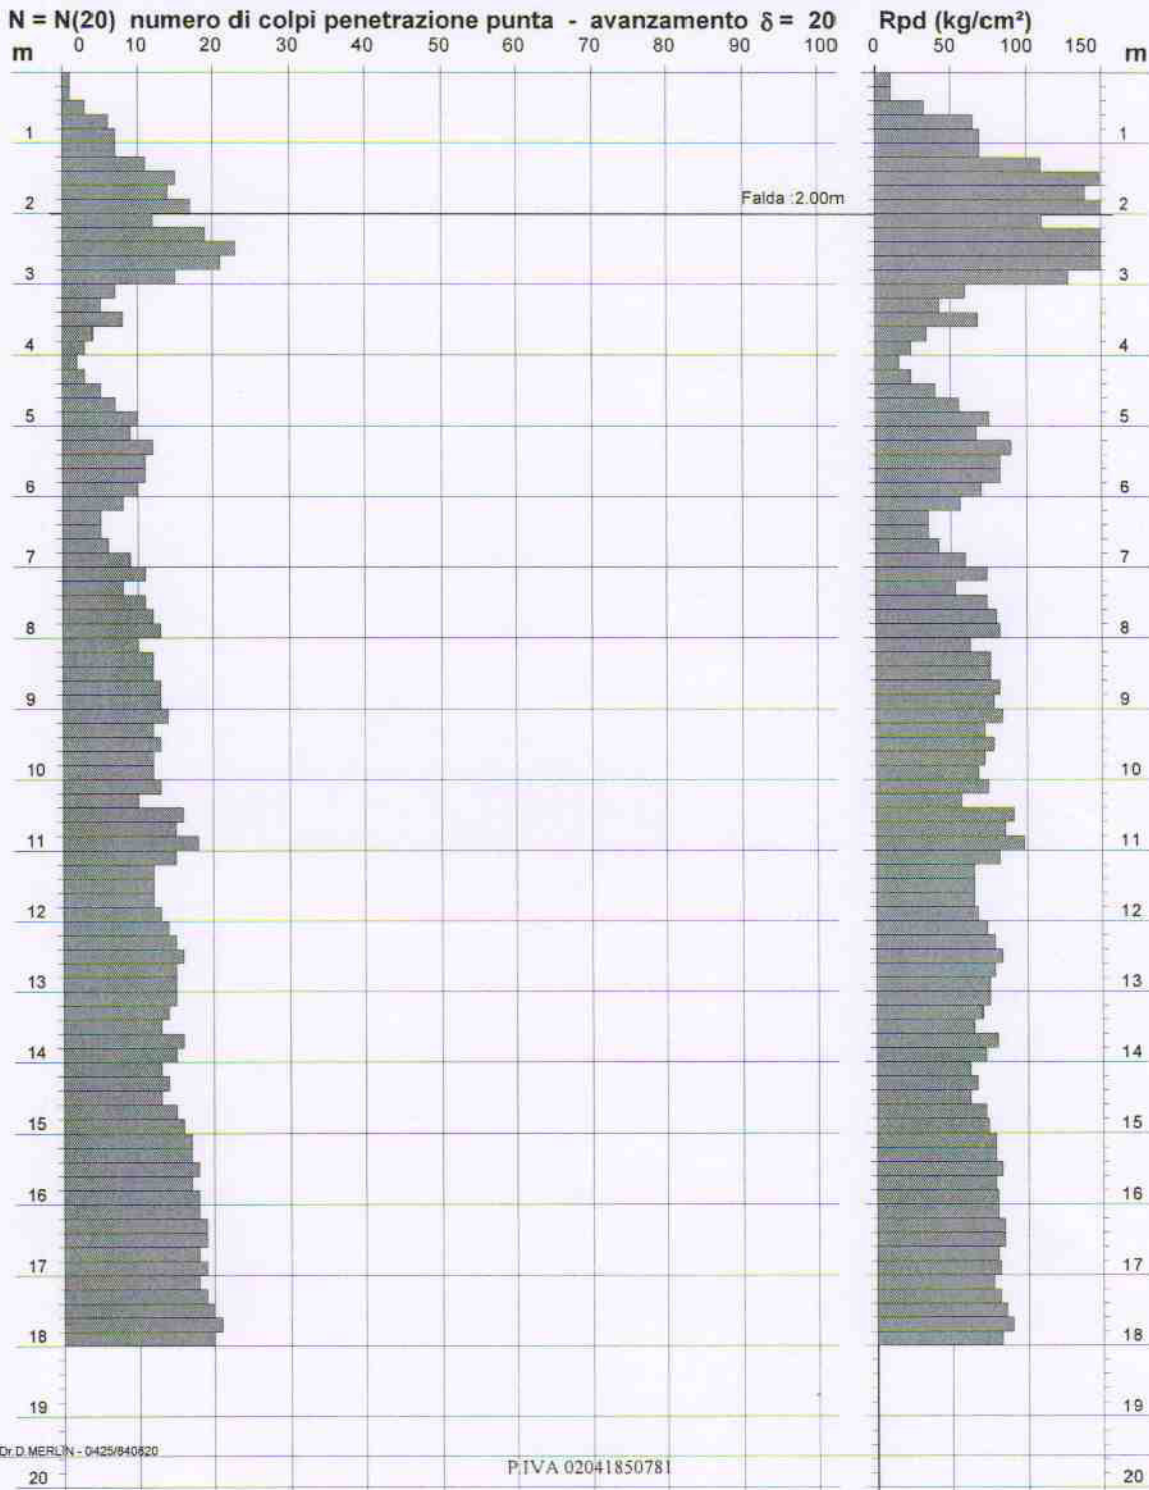 N = N(20) numero di colpi penetrazione punta - avanzamento δ = 20
Rpd (kg/cm²)
m 0 10 20 30 40 50 60 70 80 90 100
0 50 100 150 m
1 1
Falda :2.00m
2 2
3 3
4 4
5 5
6 6
7 7
8 8
9 9
10 10
11 11
12 12
13 13
14 14
15 15
16 16
17 17
18 18
19 19
Dr.D.MERLIN - 0425/840820
P.IVA 02041850781
20 20